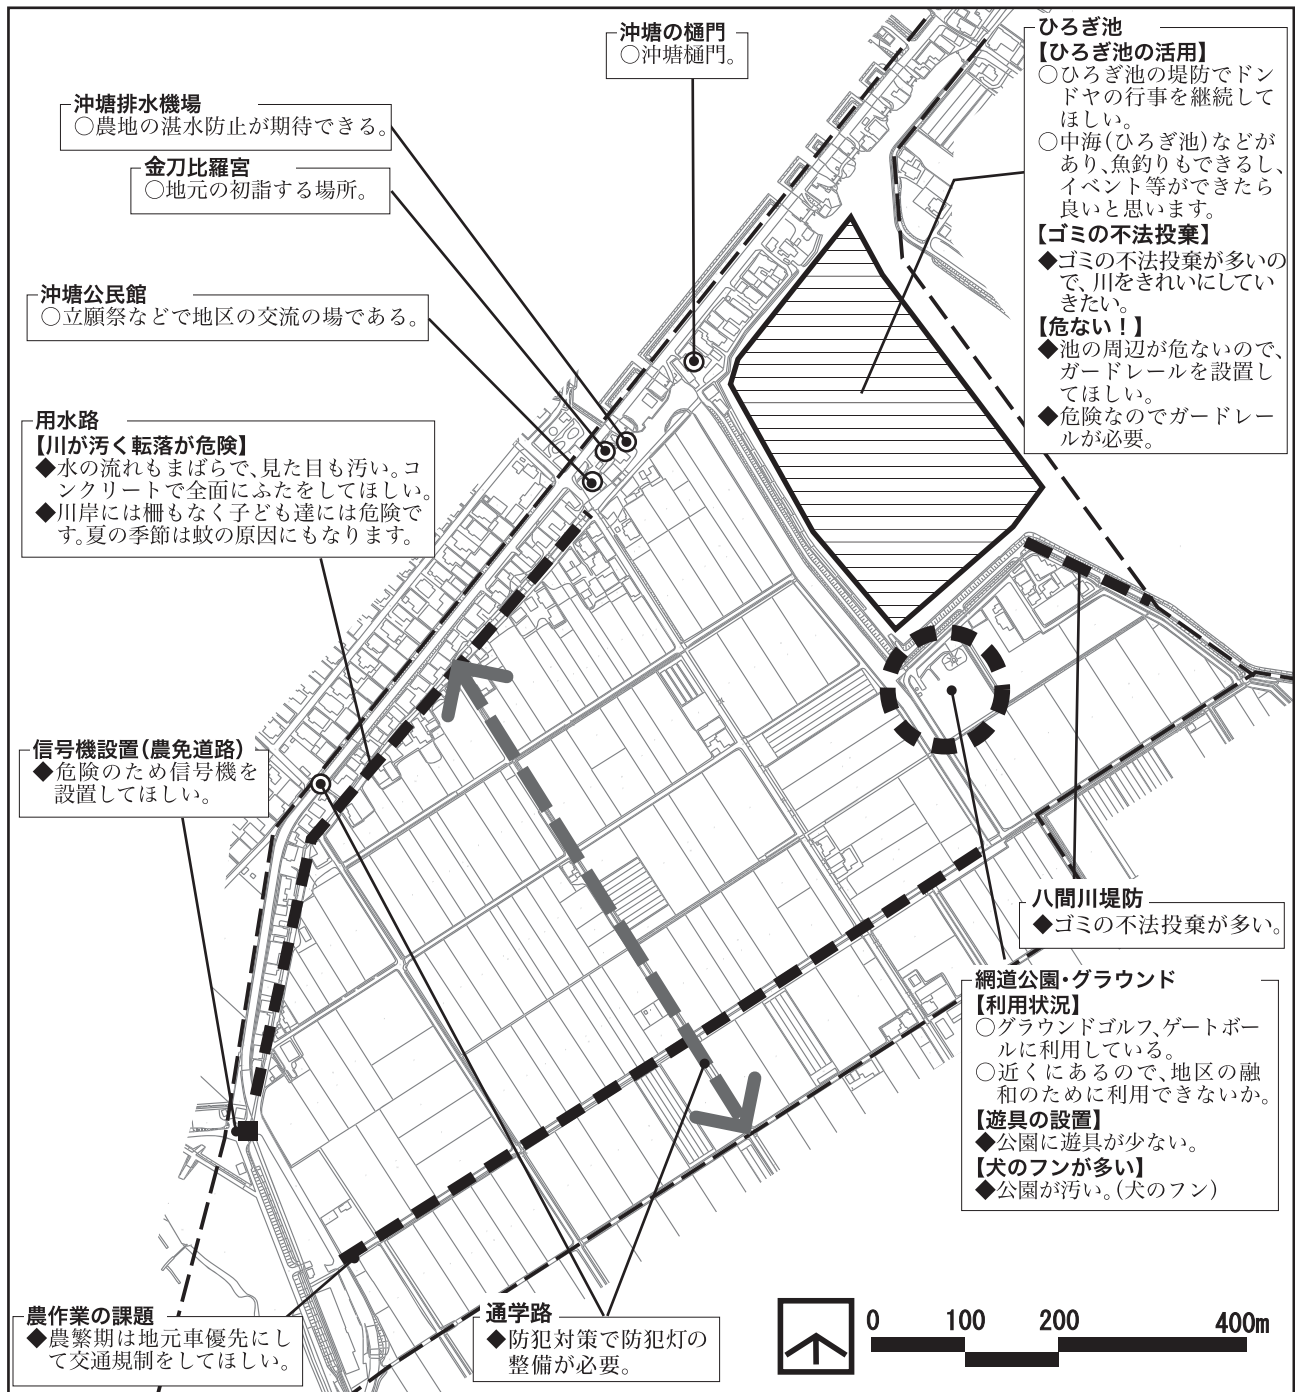 沖塘の樋門
○沖塘樋門。
ひろぎ池
【ひろぎ池の活用】
○ひろぎ池の堤防でドン
ドヤの行事を継続して
ほしい。
○中海(ひろぎ池)などが
あり、魚釣りもできるし、
イベント等ができたら
良いと思います。
【ゴミの不法投棄】
◆ゴミの不法投棄が多いの
で、川をきれいにしてい
きたい。
【危ない！】
◆池の周辺が危ないので、
ガードレールを設置し
てほしい。
◆危険なのでガードレー
ルが必要。
沖塘排水機場
○農地の湛水防止が期待できる。
金刀比羅宮
○地元の初詣する場所。
沖塘公民館
○立願祭などで地区の交流の場である。
用水路
【川が汚く転落が危険】
◆水の流れもまばらで、見た目も汚い。コ
ンクリートで全面にふたをしてほしい。
◆川岸には柵もなく子ども達には危険で
す。夏の季節は蚊の原因にもなります。
信号機設置(農免道路)
◆危険のため信号機を
設置してほしい。
八間川堤防
◆ゴミの不法投棄が多い。
網道公園・グラウンド
【利用状況】
○グラウンドゴルフ、ゲートボー
ルに利用している。
○近くにあるので、地区の融
和のために利用できないか。
【遊具の設置】
◆公園に遊具が少ない。
【犬のフンが多い】
◆公園が汚い。(犬のフン)
農作業の課題
◆農繁期は地元車優先にし
て交通規制をしてほしい。
通学路
◆防犯対策で防犯灯の
整備が必要。
0 100 200 400m